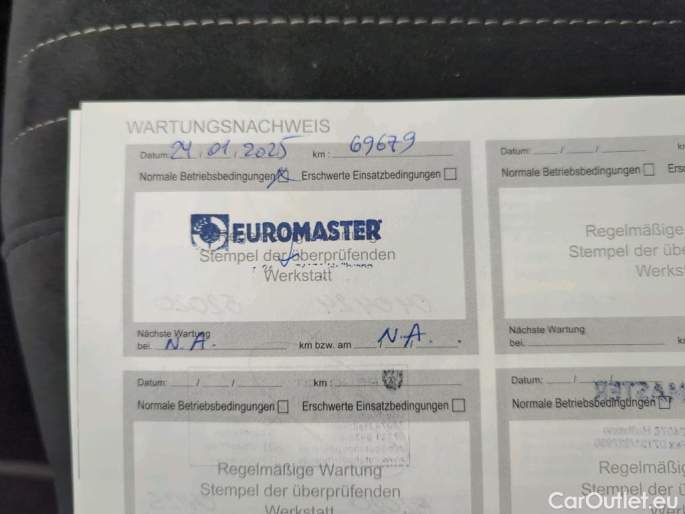 WARTUNGSNACHWEIS
Datum: 24.01.2025 km: 69679
Normale Betriebsbedingungen Erschwerte Einsatzbedingungen
EUROMASTER
Regelmäßige Wartung
Stempel der überprüfenden
Werkstatt
Nächste Wartung
bei: N.A. km bzw. am N.A.
Datum: / / km:
Normale Betriebsbedingungen Erschwerte Einsatzbedingungen
Regelmäßige Wartung
Stempel der überprüfenden
Werkstatt
Datum: / /
Normale Betriebsbedingungen
Regelmäßige
Stempel der
Nächste Wartung
bei:
Datum: / /
Normale Betriebsbedingungen
Regelmäßig
Stempel der
CarOutlet.eu